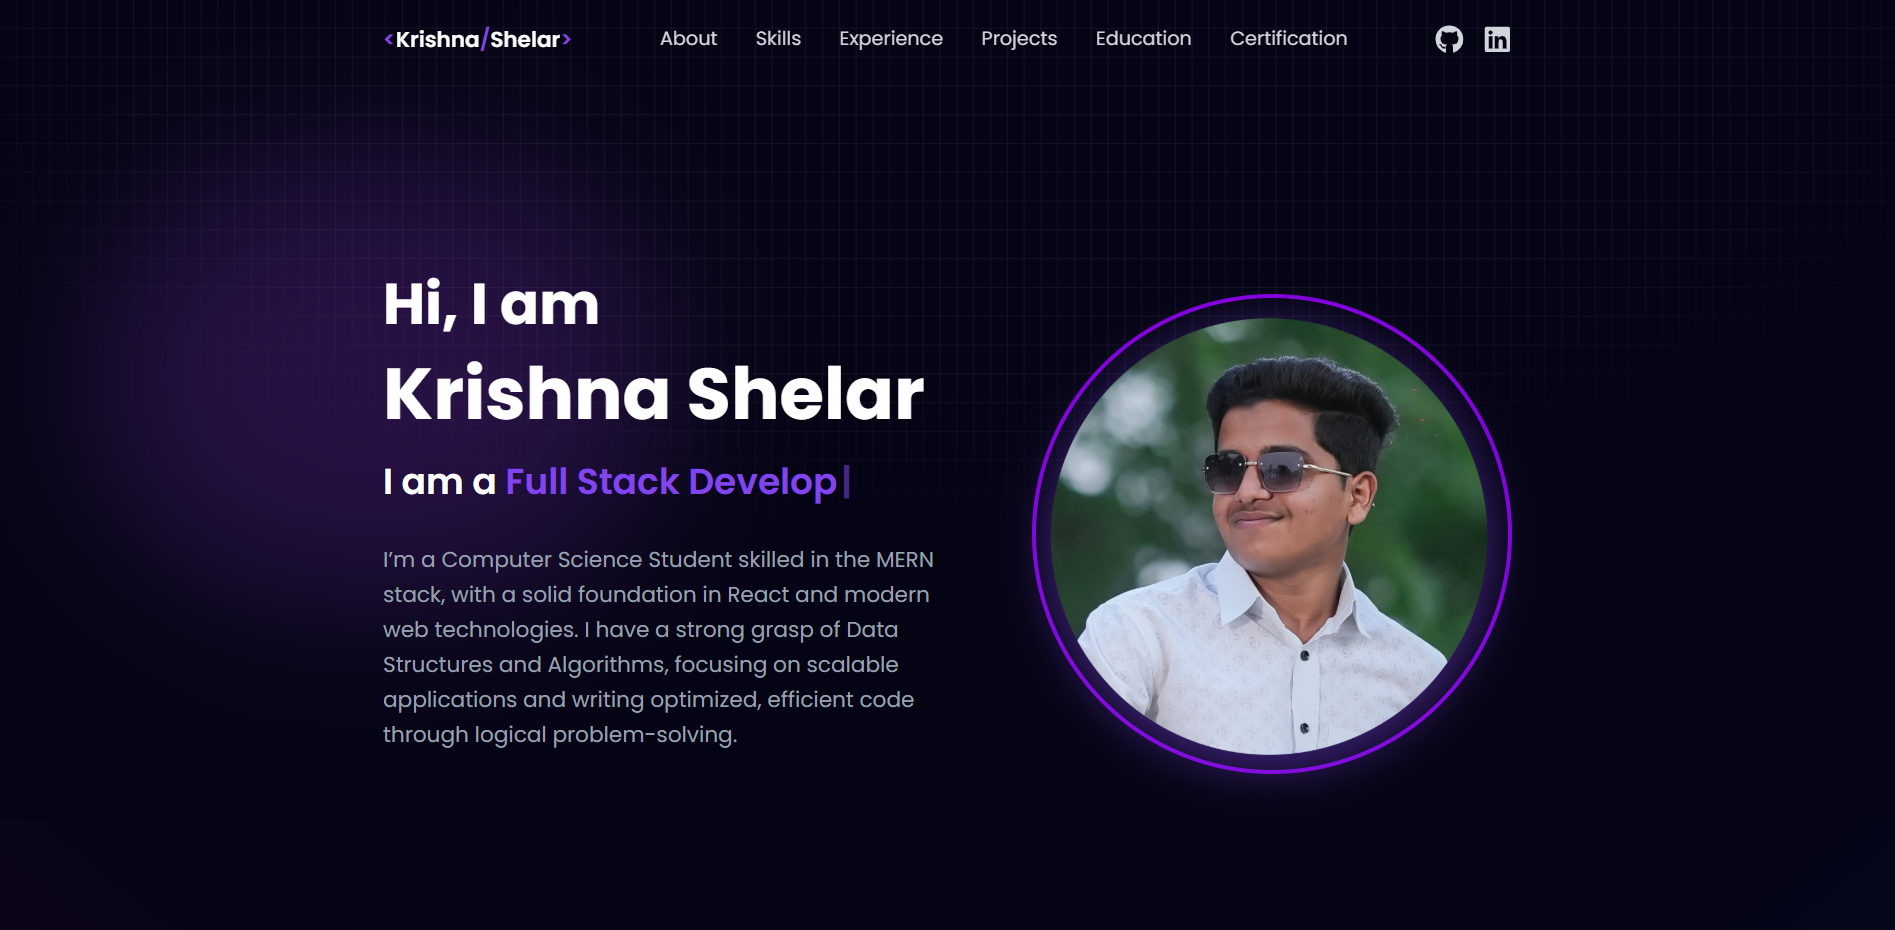 <Krishna/Shelar>
About Skills Experience Projects Education Certification
in
Hi, I am
Krishna Shelar
I am a Full Stack Develop|
I’m a Computer Science Student skilled in the MERN
stack, with a solid foundation in React and modern
web technologies. I have a strong grasp of Data
Structures and Algorithms, focusing on scalable
applications and writing optimized, efficient code
through logical problem-solving.